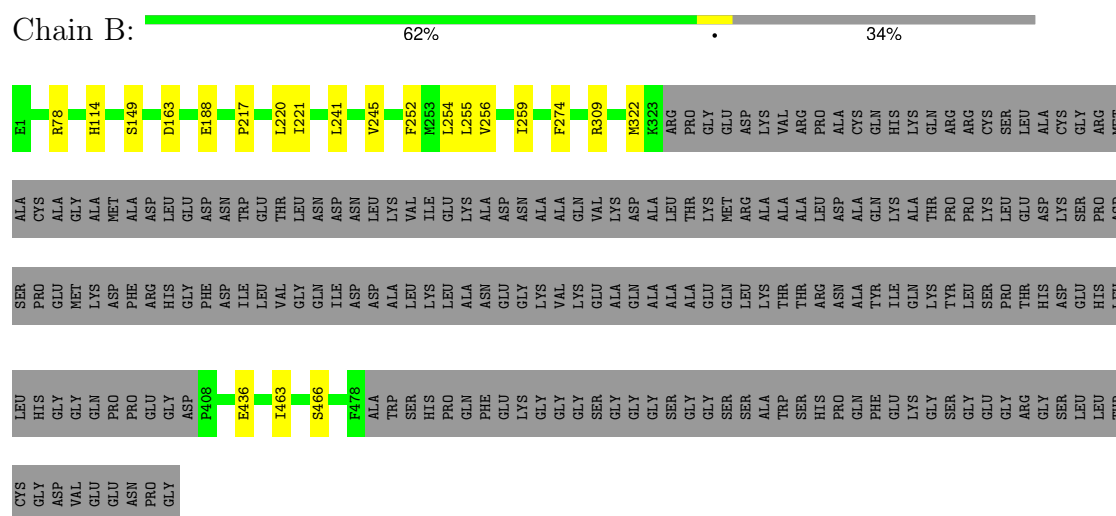 Chain B:
62% • 34%
E1 R78 H114 S149 D163 E188 P217 L220 I221 L241 V245 F252 M253 L254 L255 V256 I259 F274 R309 M322 K323 ARG PRO GLY GLU ASP LYS VAL ARG PRO ALA CYS GLN HIS LYS GLN ARG ARG CYS SER LEU ALA CYS GLY ARG MET
ALA CYS ALA GLY ALA MET ALA ASP LEU GLU ASP ASN TRP GLU THR LEU ASN ASP ASN LEU LYS VAL ILE GLU LYS ALA ASP ASN ALA ALA GLN VAL LYS ASP ALA LEU THR LYS MET ARG ALA ALA ALA LEU ASP ALA GLN LYS ALA THR PRO PRO LYS LEU GLU ASP LYS SER PRO ASP
SER PRO GLU MET LYS ASP PHE ARG HIS GLY PHE ASP ILE LEU VAL GLY GLN ILE ASP ASP ALA LEU LYS LEU ALA ASN GLU GLY LYS VAL LYS GLU ALA GLN ALA ALA ALA GLU GLN LEU LYS THR THR ARG ASN ALA TYR ILE GLN LYS TYR LEU SER PRO THR HIS ASP GLU HIS LEU
LEU HIS GLY GLY GLN PRO PRO GLU GLY ASP P408 E436 I463 S466 F478 ALA TRP SER HIS PRO GLN PHE GLU LYS GLY GLY GLY SER GLY GLY GLY SER GLY GLY SER SER ALA TRP SER HIS PRO GLN PHE GLU LYS GLY SER GLY GLU GLY ARG GLY SER LEU LEU THR
CYS GLY ASP VAL GLU GLU ASN PRO GLY